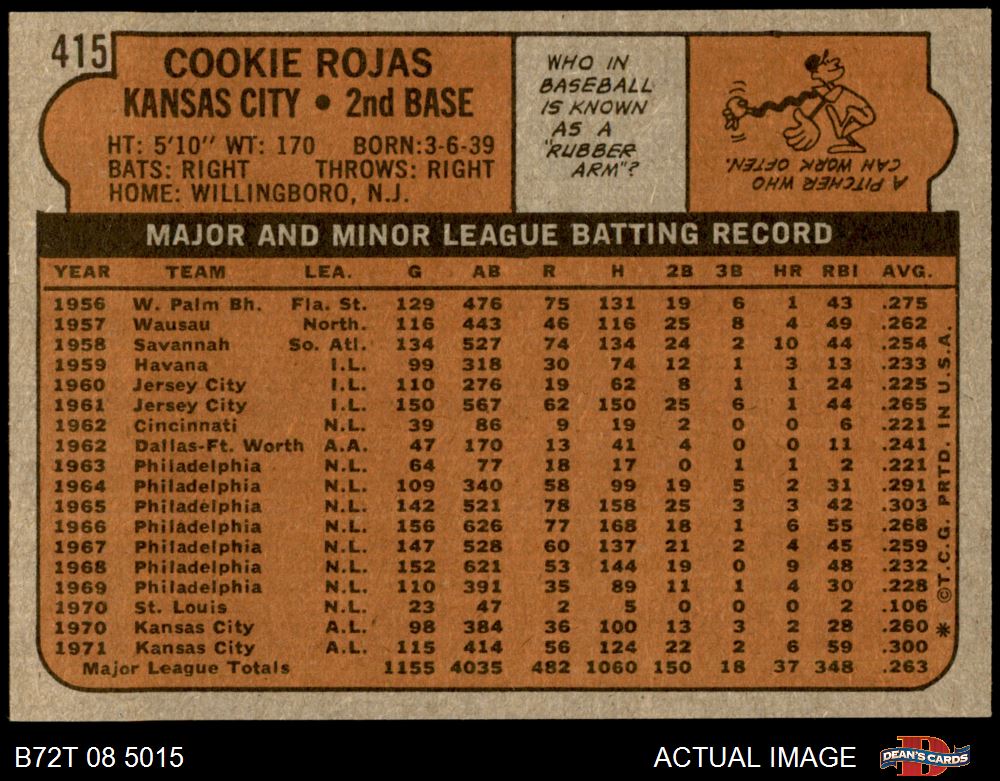 415
COOKIE ROJAS
KANSAS CITY • 2nd BASE
HT: 5'10" WT: 170 BORN:3-6-39
BATS: RIGHT THROWS: RIGHT
HOME: WILLINGBORO, N.J.
WHO IN
BASEBALL
IS KNOWN
AS A
"RUBBER
ARM"?
A PITCHER WHO
CAN WORK OFTEN.
MAJOR AND MINOR LEAGUE BATTING RECORD
YEAR TEAM LEA. G AB R H 2B 3B HR RBI AVG.
1956 W. Palm Bh. Fla. St. 129 476 75 131 19 6 1 43 .275
1957 Wausau North. 116 443 46 116 25 8 4 49 .262
1958 Savannah So. Atl. 134 527 74 134 24 2 10 44 .254
1959 Havana I.L. 99 318 30 74 12 1 3 13 .233
1960 Jersey City I.L. 110 276 19 62 8 1 1 24 .225
1961 Jersey City I.L. 150 567 62 150 25 6 1 44 .265
1962 Cincinnati N.L. 39 86 9 19 2 0 0 6 .221
1962 Dallas-Ft. Worth A.A. 47 170 13 41 4 0 0 11 .241
1963 Philadelphia N.L. 64 77 18 17 0 1 1 2 .221
1964 Philadelphia N.L. 109 340 58 99 19 5 2 31 .291
1965 Philadelphia N.L. 142 521 78 158 25 3 3 42 .303
1966 Philadelphia N.L. 156 626 77 168 18 1 6 55 .268
1967 Philadelphia N.L. 147 528 60 137 21 2 4 45 .259
1968 Philadelphia N.L. 152 621 53 144 19 0 9 48 .232
1969 Philadelphia N.L. 110 391 35 89 11 1 4 30 .228
1970 St. Louis N.L. 23 47 2 5 0 0 0 2 .106
1970 Kansas City A.L. 98 384 36 100 13 3 2 28 .260
1971 Kansas City A.L. 115 414 56 124 22 2 6 59 .300
Major League Totals 1155 4035 482 1060 150 18 37 348 .263
* ©T.C.G. PRTD. IN U.S.A.
B72T 08 5015
ACTUAL IMAGE
DEAN'S CARDS